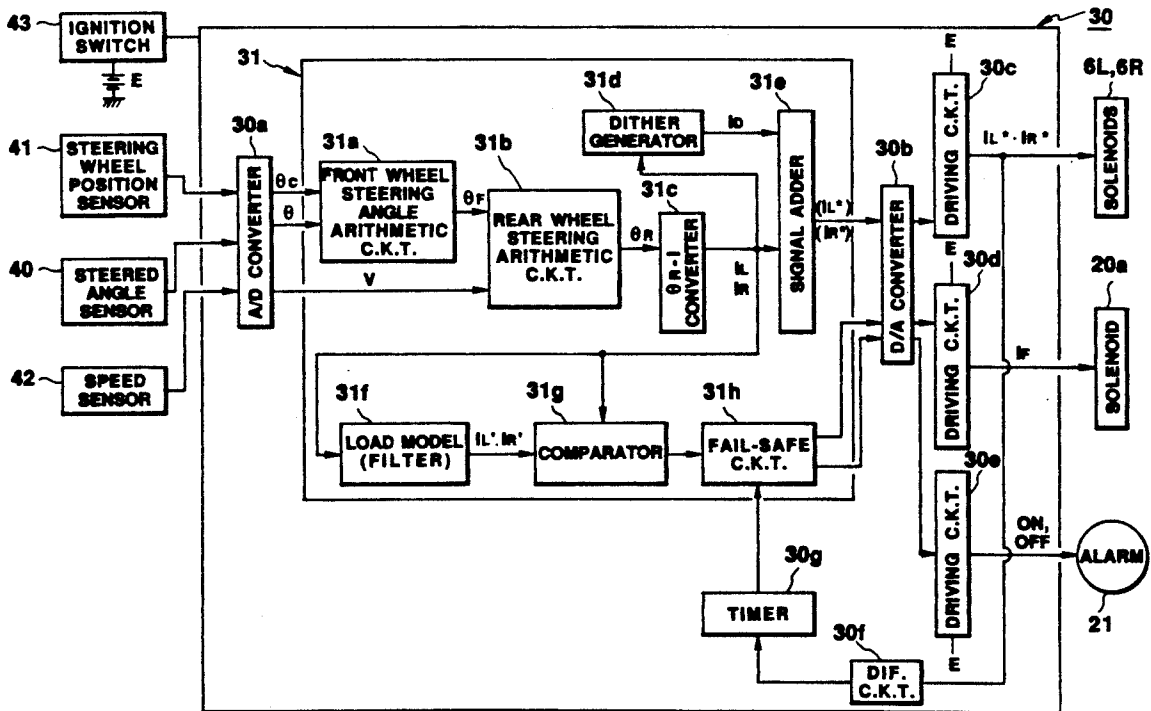 43
IGNITION
SWITCH
E
30
31
41
STEERING
WHEEL
POSITION
SENSOR
40
STEERED
ANGLE
SENSOR
42
SPEED
SENSOR
30a
A/D CONVERTER
θC
θ
V
31a
FRONT WHEEL
STEERING
ANGLE
ARITHMETIC
C.K.T.
θF
31b
REAR WHEEL
STEERING
ARITHMETIC
C.K.T.
θR
31c
θR-I
CONVERTER
IL
IR
31d
DITHER
GENERATOR
ID
31e
SIGNAL ADDER
(IL*)
(IR*)
30b
D/A CONVERTER
E
30c
DRIVING C.K.T.
IL*·IR*
6L,6R
SOLENOIDS
E
30d
DRIVING C.K.T.
IF
20a
SOLENOID
30e
DRIVING C.K.T.
E
ON,
OFF
ALARM
21
31f
LOAD MODEL
(FILTER)
IL'.IR'
31g
COMPARATOR
31h
FAIL-SAFE
C.K.T.
30g
TIMER
30f
DIF.
C.K.T.